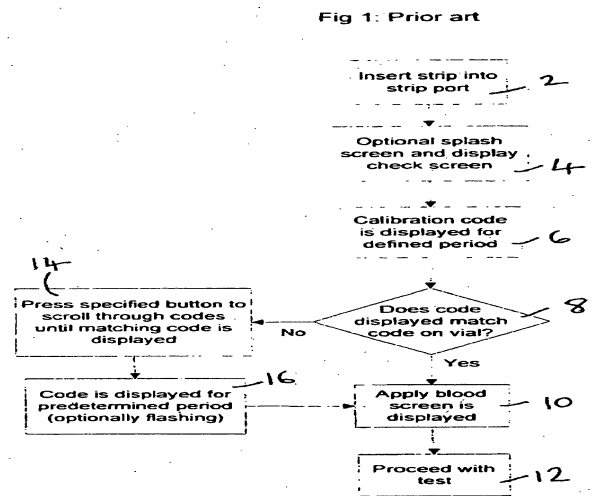 Fig 1: Prior art
Insert strip into
strip port
2
Optional splash
screen and display
check screen
4
Calibration code
is displayed for
defined period
6
14
Press specified button to
scroll through codes
until matching code is
displayed
No
Does code
displayed match
code on vial?
8
Yes
16
Code is displayed for
predetermined period
(optionally flashing)
Apply blood
screen is
displayed
10
Proceed with
test
12